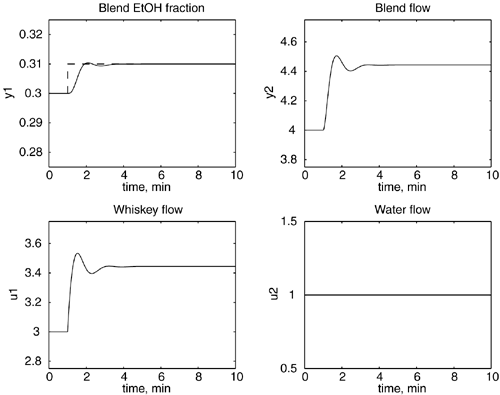 Blend EtOH fraction
0.32
0.31
0.3
0.28
y1
0 2 4 6 8 10
time, min
Blend flow
4.6
4.4
4.2
4
3.8
y2
0 2 4 6 8 10
time, min
Whiskey flow
3.6
3.4
3.2
3
2.8
u1
0 2 4 6 8 10
time, min
Water flow
1.5
1
0.5
u2
0 2 4 6 8 10
time, min